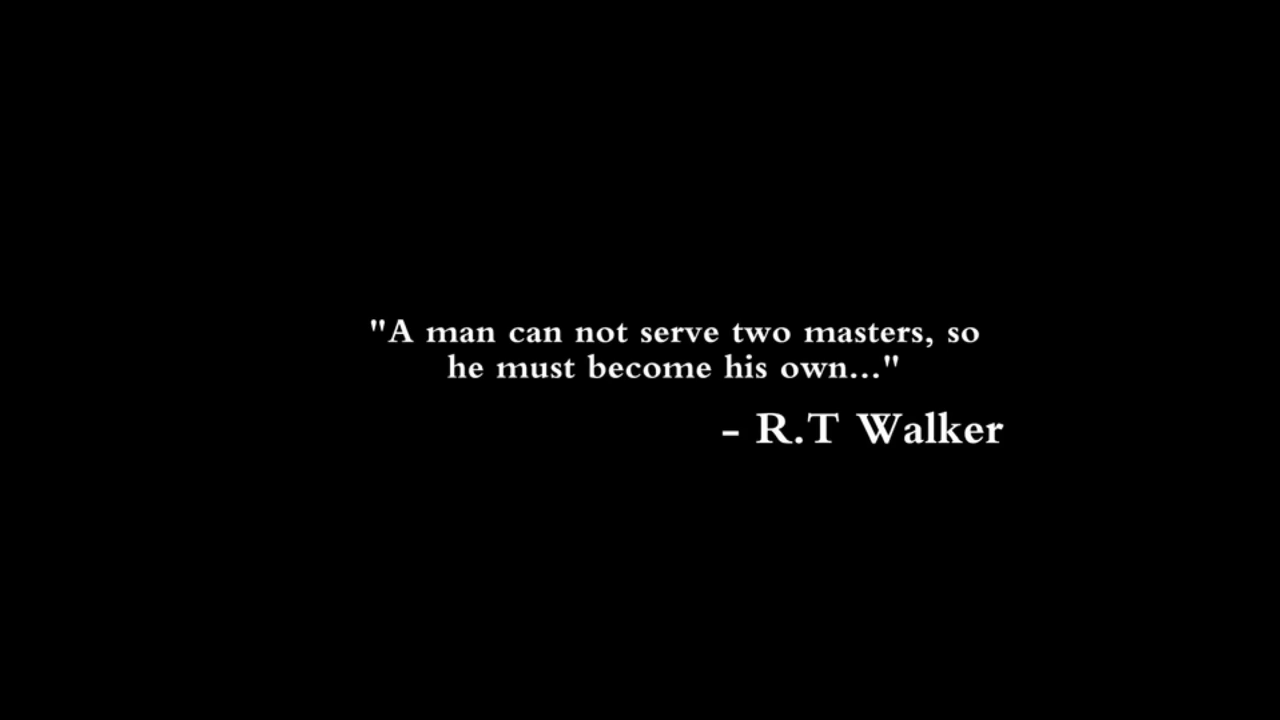 "A man can not serve two masters, so
he must become his own..."
- R.T Walker